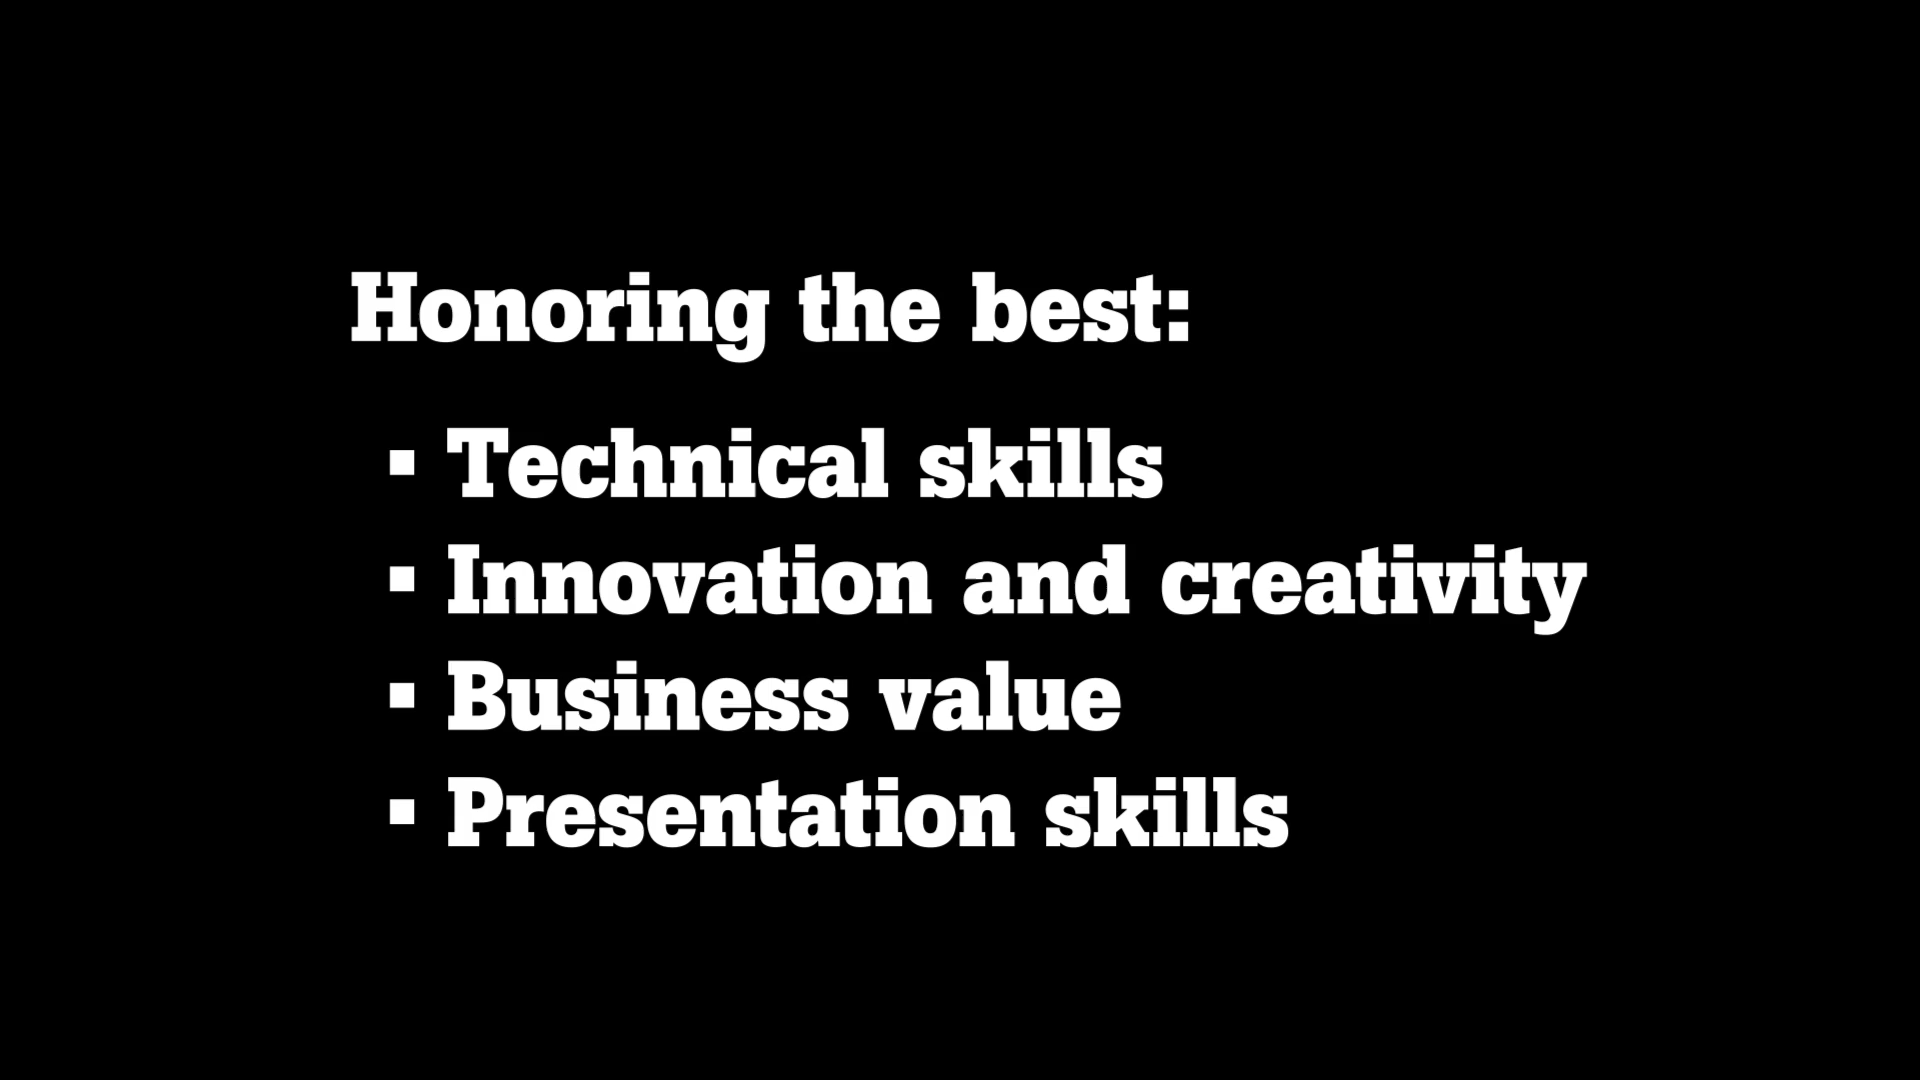 Honoring the best:
▪ Technical skills
▪ Innovation and creativity
▪ Business value
▪ Presentation skills